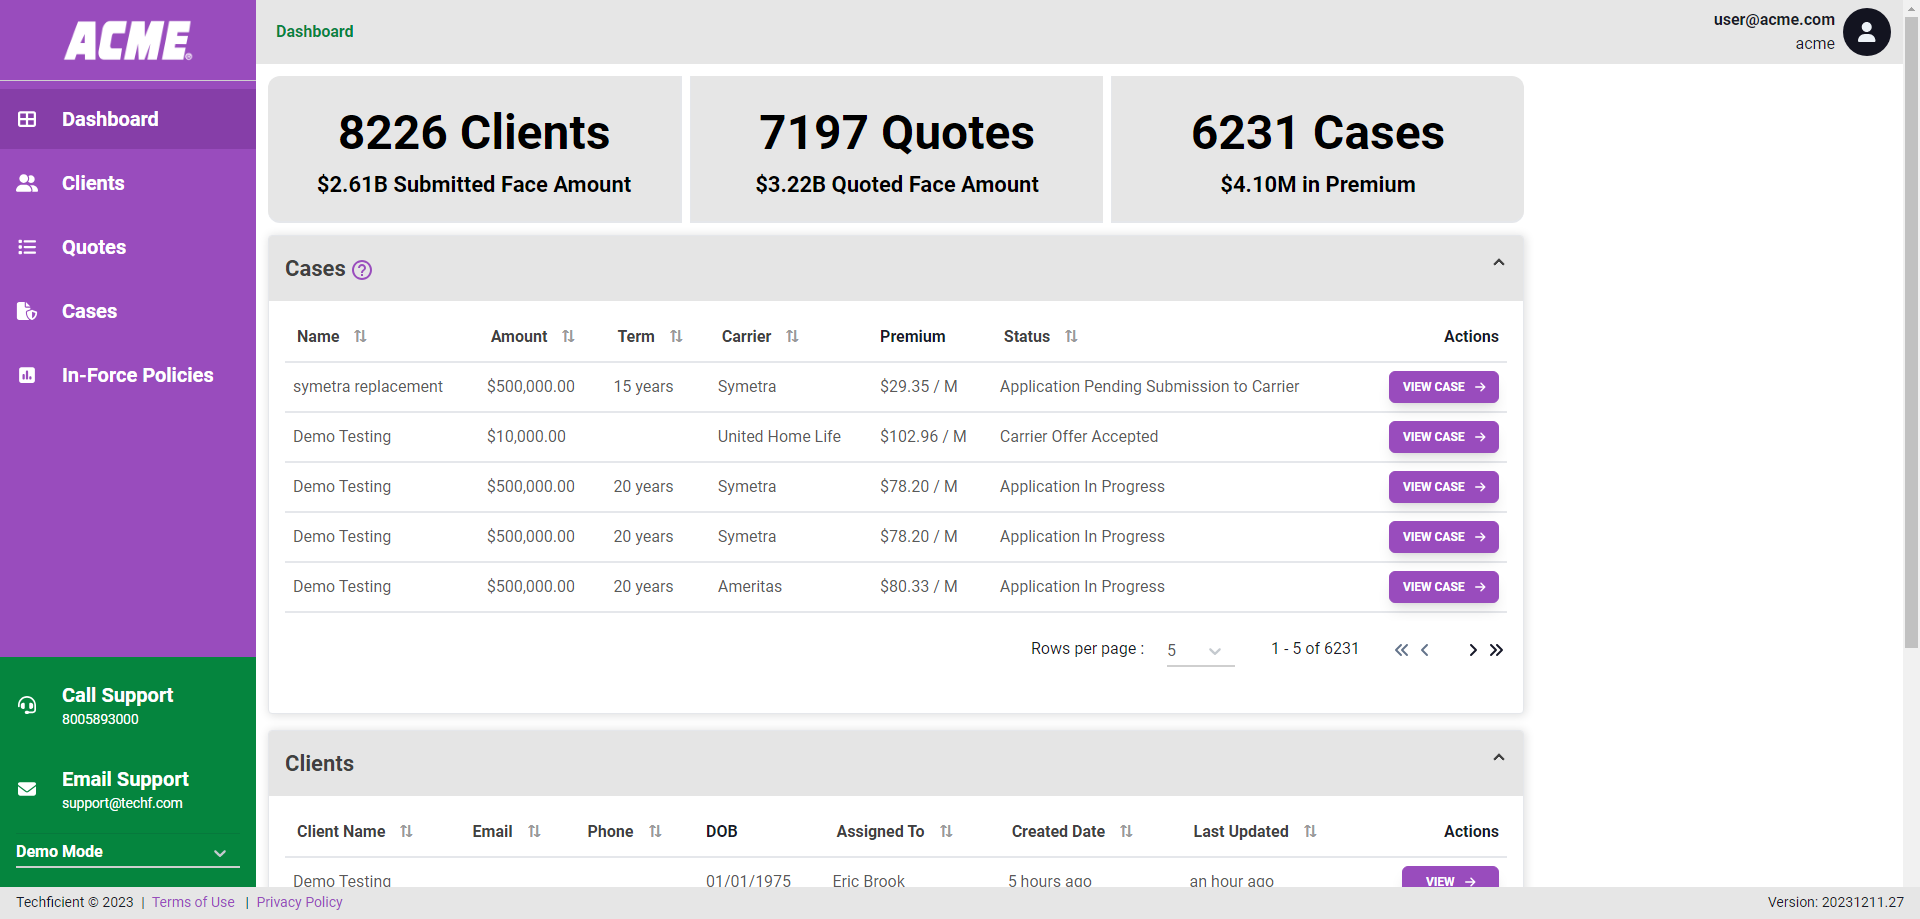 ACME®
Dashboard
Clients
Quotes
Cases
In-Force Policies
Call Support
8005893000
Email Support
support@techf.com
Demo Mode
Dashboard
user@acme.com
acme
8226 Clients
$2.61B Submitted Face Amount
7197 Quotes
$3.22B Quoted Face Amount
6231 Cases
$4.10M in Premium
Cases ?
Name Amount Term Carrier Premium Status Actions
symetra replacement $500,000.00 15 years Symetra $29.35 / M Application Pending Submission to Carrier VIEW CASE
Demo Testing $10,000.00 United Home Life $102.96 / M Carrier Offer Accepted VIEW CASE
Demo Testing $500,000.00 20 years Symetra $78.20 / M Application In Progress VIEW CASE
Demo Testing $500,000.00 20 years Symetra $78.20 / M Application In Progress VIEW CASE
Demo Testing $500,000.00 20 years Ameritas $80.33 / M Application In Progress VIEW CASE
Rows per page : 5 1 - 5 of 6231
Clients
Client Name Email Phone DOB Assigned To Created Date Last Updated Actions
Demo Testing 01/01/1975 Eric Brook 5 hours ago an hour ago VIEW
Techficient © 2023 | Terms of Use | Privacy Policy Version: 20231211.27